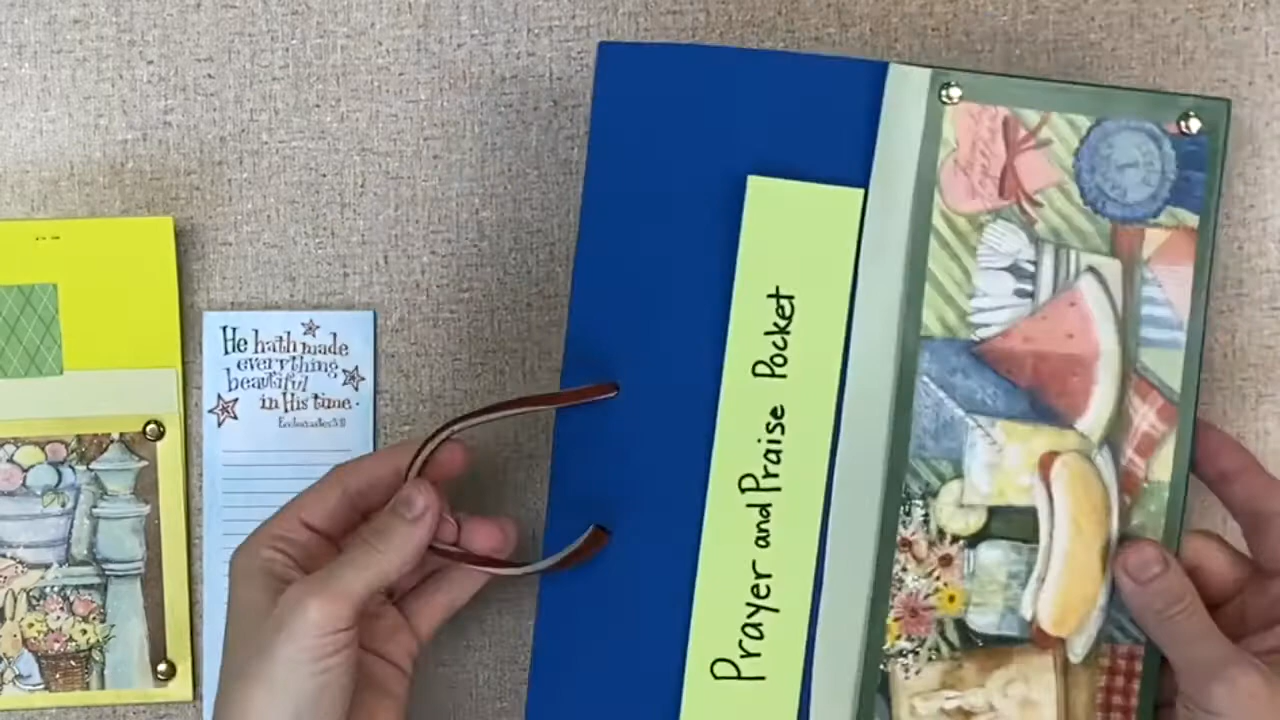 He hath made
everything
beautiful
in His time.
Ecclesiastes 3:11
Prayer and Praise Pocket